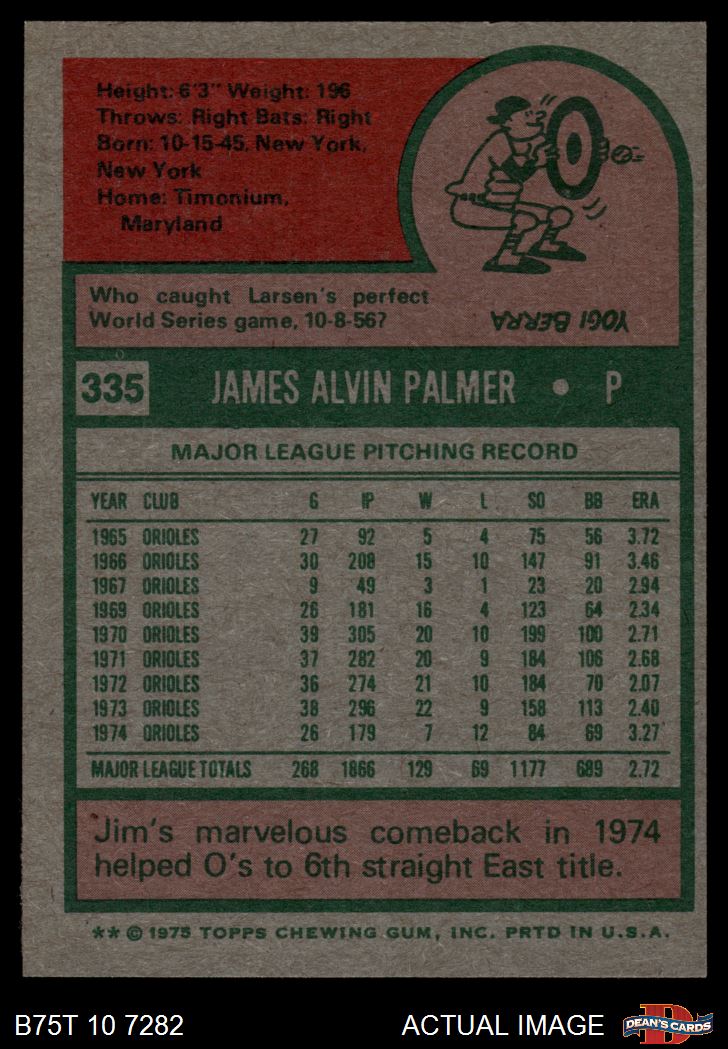 Height: 6'3" Weight: 196
Throws: Right Bats: Right
Born: 10-15-45, New York,
New York
Home: Timonium,
Maryland
Who caught Larsen's perfect
World Series game, 10-8-56?
YOGI BERRA
335 JAMES ALVIN PALMER • P
MAJOR LEAGUE PITCHING RECORD
YEAR CLUB G IP W L SO BB ERA
1965 ORIOLES 27 92 5 4 75 56 3.72
1966 ORIOLES 30 208 15 10 147 91 3.46
1967 ORIOLES 9 49 3 1 23 20 2.94
1969 ORIOLES 26 181 16 4 123 64 2.34
1970 ORIOLES 39 305 20 10 199 100 2.71
1971 ORIOLES 37 282 20 9 184 106 2.68
1972 ORIOLES 36 274 21 10 184 70 2.07
1973 ORIOLES 38 296 22 9 158 113 2.40
1974 ORIOLES 26 179 7 12 84 69 3.27
MAJOR LEAGUE TOTALS 268 1866 129 69 1177 689 2.72
Jim's marvelous comeback in 1974
helped O's to 6th straight East title.
** © 1975 TOPPS CHEWING GUM, INC. PRTD IN U.S.A.
B75T 10 7282 ACTUAL IMAGE DEAN'S CARDS